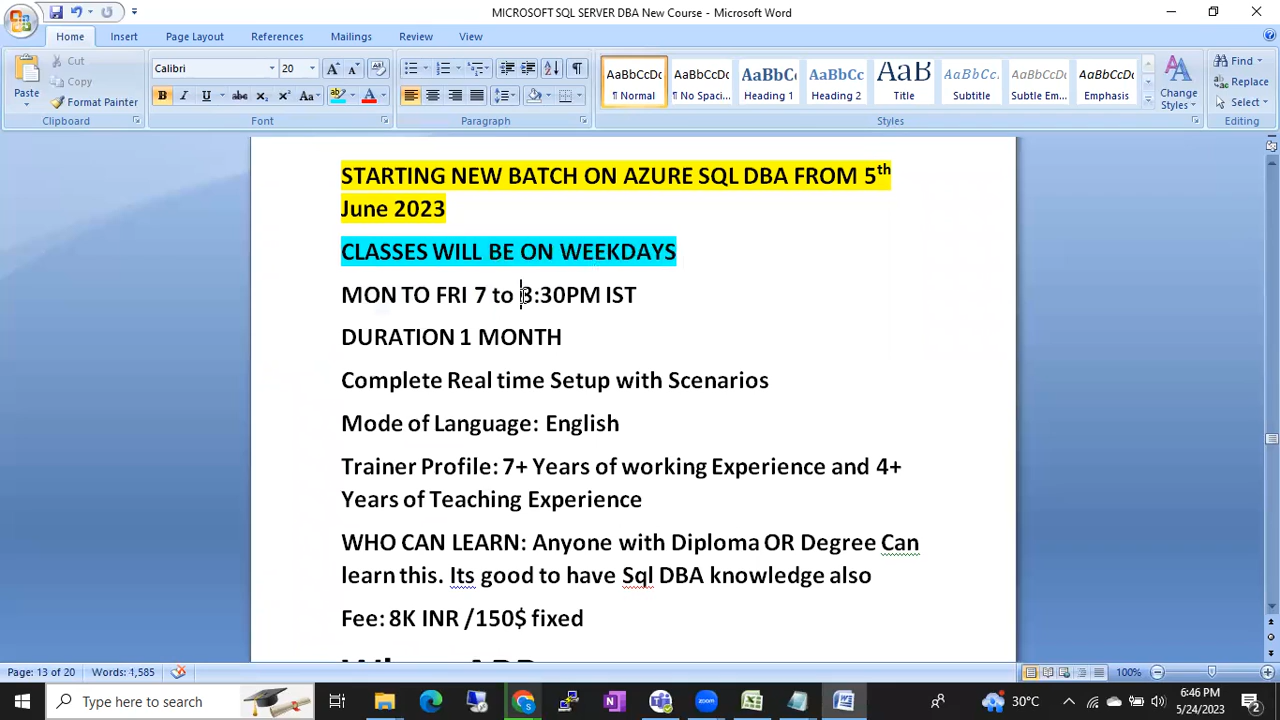 MICROSOFT SQL SERVER DBA New Course - Microsoft Word
Home Insert Page Layout References Mailings Review View
Paste
Cut
Copy
Format Painter
Calibri 20
AaBbCcDc AaBbCcDc AaBbCc AaBbCc AaB AaBbCc. AaBbCcDc AaBbCcDc
¶ Normal ¶ No Spaci... Heading 1 Heading 2 Title Subtitle Subtle Em... Emphasis
Change Styles
Find
Replace
Select
Clipboard Font Paragraph Styles Editing
STARTING NEW BATCH ON AZURE SQL DBA FROM 5th
June 2023
CLASSES WILL BE ON WEEKDAYS
MON TO FRI 7 to 8:30PM IST
DURATION 1 MONTH
Complete Real time Setup with Scenarios
Mode of Language: English
Trainer Profile: 7+ Years of working Experience and 4+
Years of Teaching Experience
WHO CAN LEARN: Anyone with Diploma OR Degree Can
learn this. Its good to have Sql DBA knowledge also
Fee: 8K INR /150$ fixed
Page: 13 of 20 Words: 1,585 100%
Type here to search 30°C 6:46 PM
5/24/2023